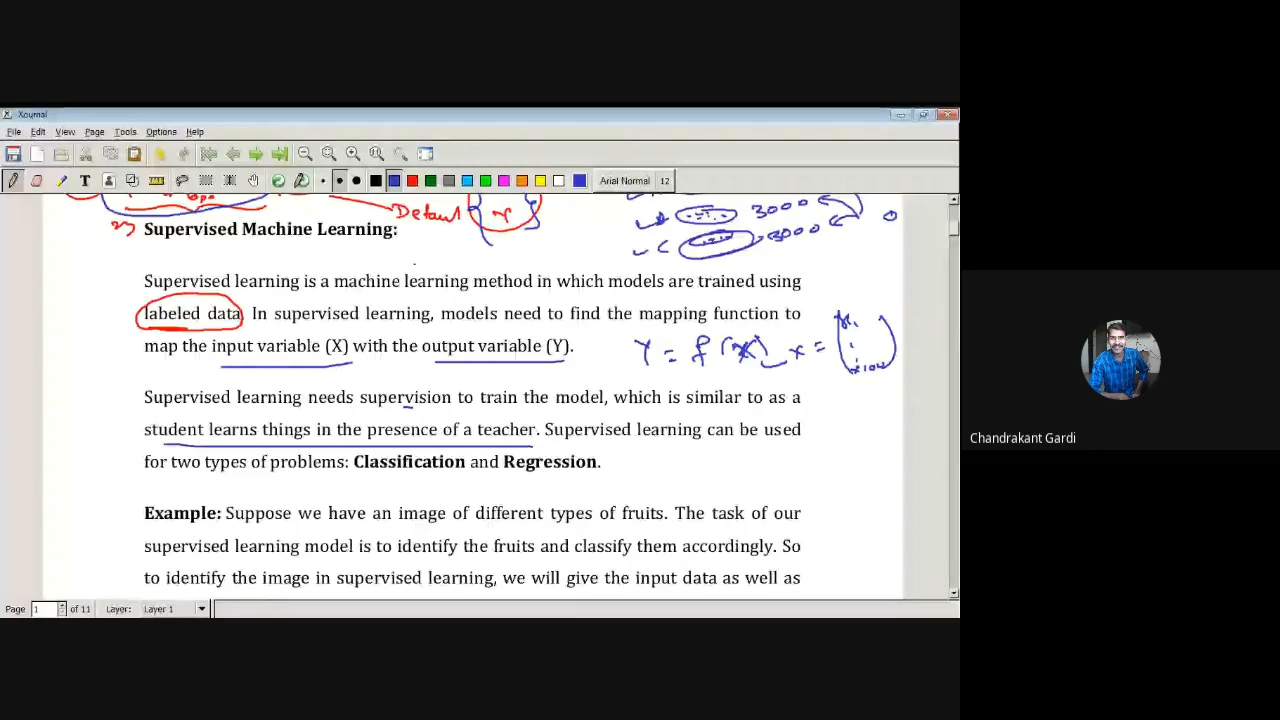 Xournal
File Edit View Page Tools Options Help
Arial Normal 12
3000
Default Y
3000 0
Supervised Machine Learning:
Supervised learning is a machine learning method in which models are trained using
labeled data. In supervised learning, models need to find the mapping function to
map the input variable (X) with the output variable (Y).
Y = f(x) x =
Supervised learning needs supervision to train the model, which is similar to as a
student learns things in the presence of a teacher. Supervised learning can be used
for two types of problems: Classification and Regression.
Chandrakant Gardi
Example: Suppose we have an image of different types of fruits. The task of our
supervised learning model is to identify the fruits and classify them accordingly. So
to identify the image in supervised learning, we will give the input data as well as
Page 1 of 11 Layer: Layer 1